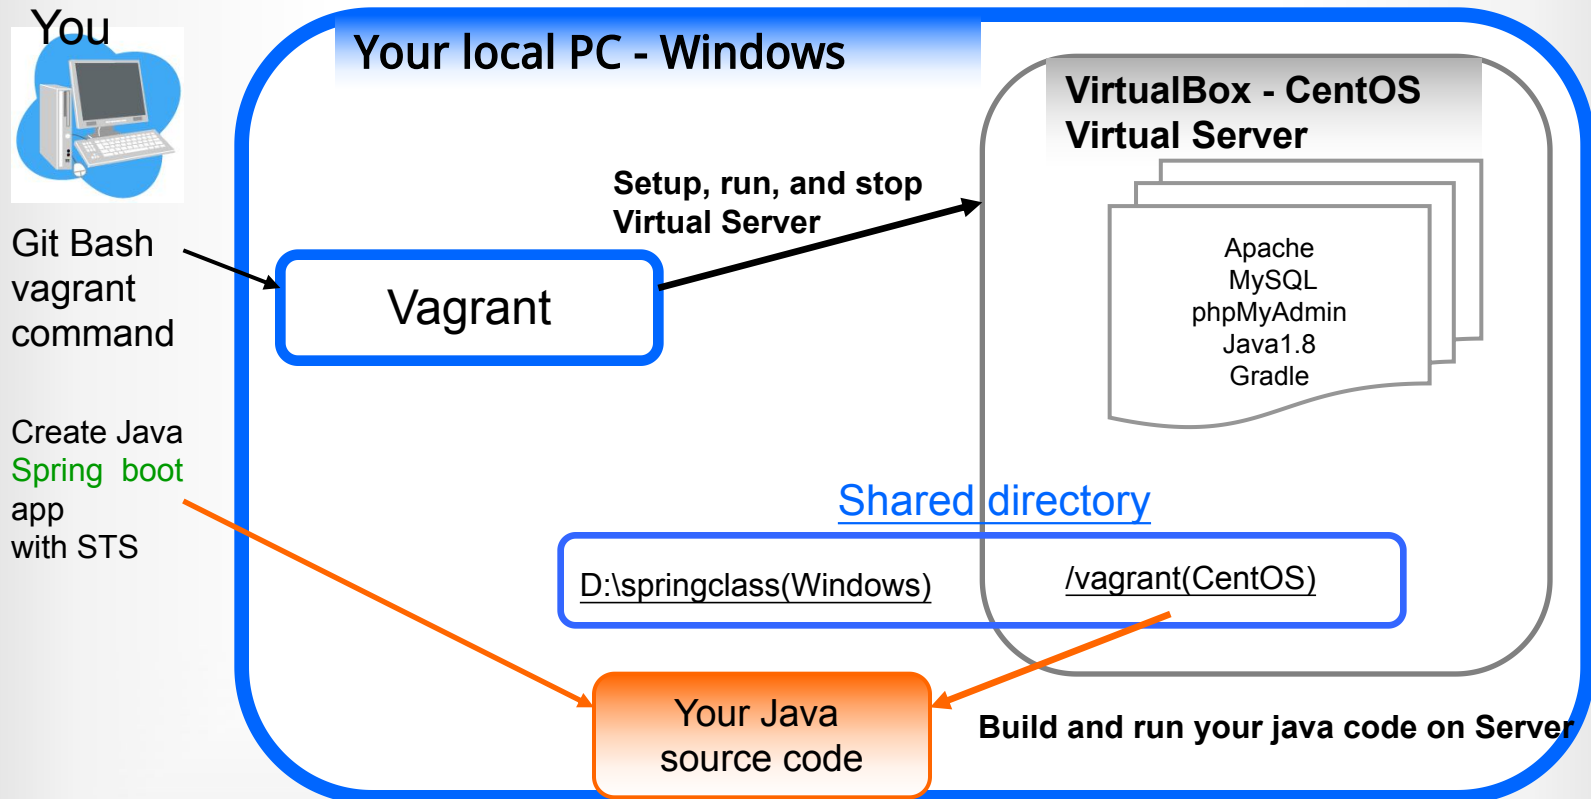 You
Your local PC - Windows
VirtualBox - CentOS
Virtual Server
Setup, run, and stop
Virtual Server
Git Bash
vagrant
command
Vagrant
Apache
MySQL
phpMyAdmin
Java1.8
Gradle
Create Java
Spring boot
app
with STS
Shared directory
D:\springclass(Windows)
/vagrant(CentOS)
Your Java
source code
Build and run your java code on Server